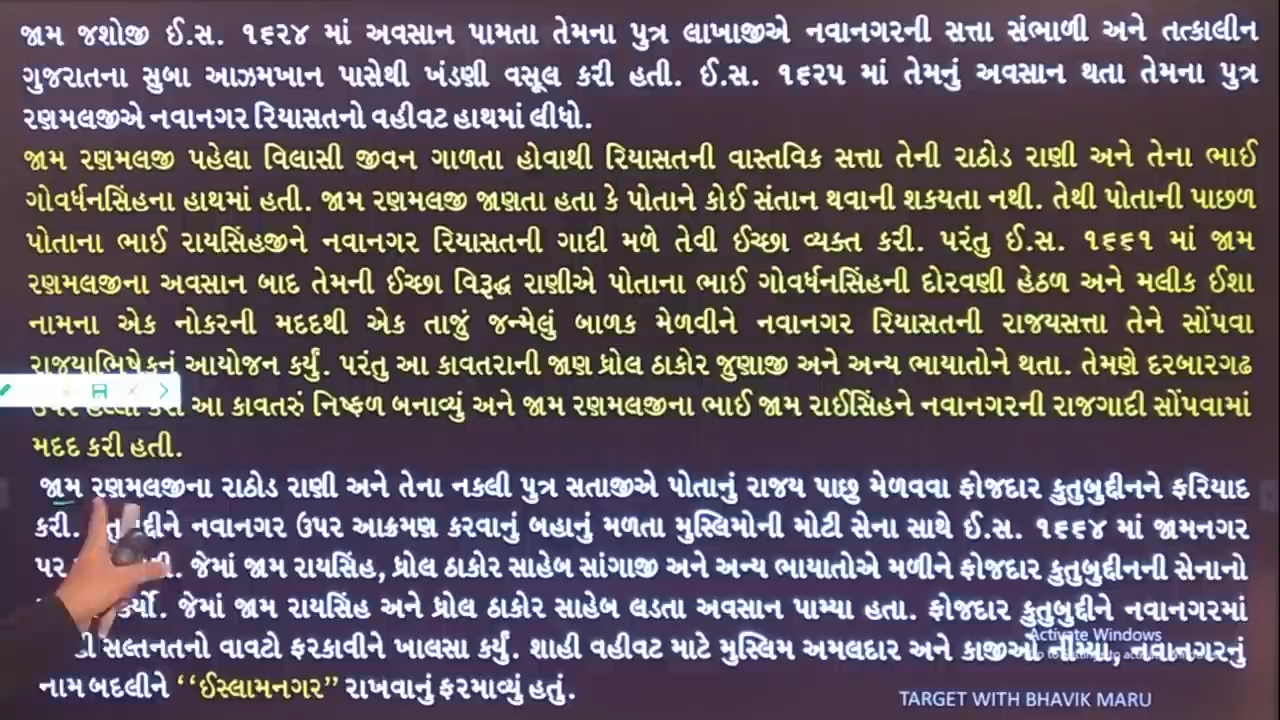 જામ જશોજી ઈ.સ. ૧૬૨૪ માં અવસાન પામતા તેમના પુત્ર લાખાજીએ નવાનગરની સત્તા સંભાળી અને તત્કાલીન
ગુજરાતના સુબા આઝમખાન પાસેથી ખંડણી વસૂલ કરી હતી. ઈ.સ. ૧૬૨૫ માં તેમનું અવસાન થતા તેમના પુત્ર
રણમલજીએ નવાનગર રિયાસતનો વહીવટ હાથમાં લીધો.
જામ રણમલજી પહેલા વિલાસી જીવન ગાળતા હોવાથી રિયાસતની વાસ્તવિક સત્તા તેની રાઠોડ રાણી અને તેના ભાઈ
ગોવર્ધનસિંહના હાથમાં હતી. જામ રણમલજી જાણતા હતા કે પોતાને કોઈ સંતાન થવાની શકયતા નથી. તેથી પોતાની પાછળ
પોતાના ભાઈ રાયસિંહજીને નવાનગર રિયાસતની ગાદી મળે તેવી ઈચ્છા વ્યક્ત કરી. પરંતુ ઈ.સ. ૧૬૬૧ માં જામ
રણમલજીના અવસાન બાદ તેમની ઈચ્છા વિરૂદ્ધ રાણીએ પોતાના ભાઈ ગોવર્ધનસિંહની દોરવણી હેઠળ અને મલીક ઈશા
નામના એક નોકરની મદદથી એક તાજું જન્મેલું બાળક મેળવીને નવાનગર રિયાસતની રાજયસત્તા તેને સોંપવા
રાજયાભિષેકનું આયોજન કર્યું. પરંતુ આ કાવતરાની જાણ ધ્રોલ ઠાકોર જુણાજી અને અન્ય ભાયાતોને થતા. તેમણે દરબારગઢ
આ કાવતરું નિષ્ફળ બનાવ્યું અને જામ રણમલજીના ભાઈ જામ રાઈસિંહને નવાનગરની રાજગાદી સોંપવામાં
મદદ કરી હતી.
જામ રણમલજીના રાઠોડ રાણી અને તેના નકલી પુત્ર સતાજીએ પોતાનું રાજય પાછુ મેળવવા ફોજદાર કુતુબુદ્દીનને ફરિયાદ
કરી. નવાનગર ઉપર આક્રમણ કરવાનું બહાનું મળતા મુસ્લિમોની મોટી સેના સાથે ઈ.સ. ૧૬૬૪ માં જામનગર
પર જેમાં જામ રાયસિંહ, ધ્રોલ ઠાકોર સાહેબ સાંગાજી અને અન્ય ભાયાતોએ મળીને ફોજદાર કુતુબુદ્દીનની સેનાનો
કર્યો. જેમાં જામ રાયસિંહ અને ધ્રોલ ઠાકોર સાહેબ લડતા અવસાન પામ્યા હતા. ફોજદાર કુતુબુદ્દીને નવાનગરમાં
સલ્તનતનો વાવટો ફરકાવીને ખાલસા કર્યું. શાહી વહીવટ માટે મુસ્લિમ અમલદાર અને કાજીઓ નીમ્યા, નવાનગરનું
નામ બદલીને ‘‘ઈસ્લામનગર’’ રાખવાનું ફરમાવ્યું હતું.
Activate Windows
TARGET WITH BHAVIK MARU